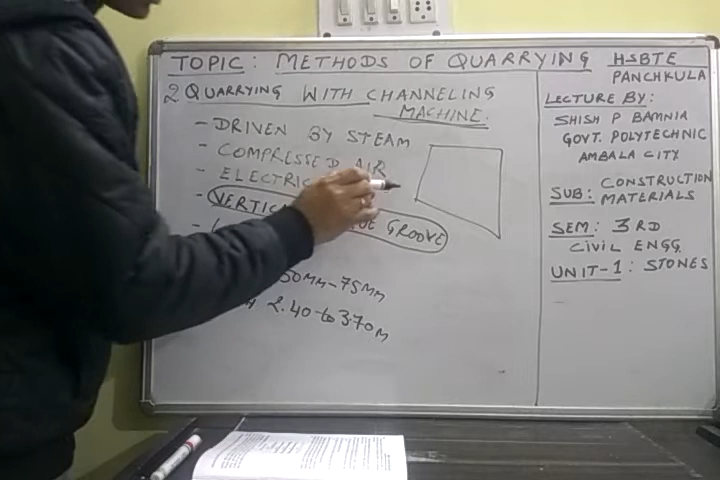 TOPIC: METHODS OF QUARRYING
2 QUARRYING WITH CHANNELING
MACHINE.
- DRIVEN BY STEAM
- COMPRESSED AIR
- ELECTRIC
- GROOVE
50MM-75MM
2.40 to 3.70 M
HSBTE
PANCHKULA
LECTURE BY:
SHISH P BAMNIA
GOVT. POLYTECHNIC
AMBALA CITY
SUB: CONSTRUCTION
MATERIALS
SEM: 3RD
CIVIL ENGG.
UNIT-1: STONES